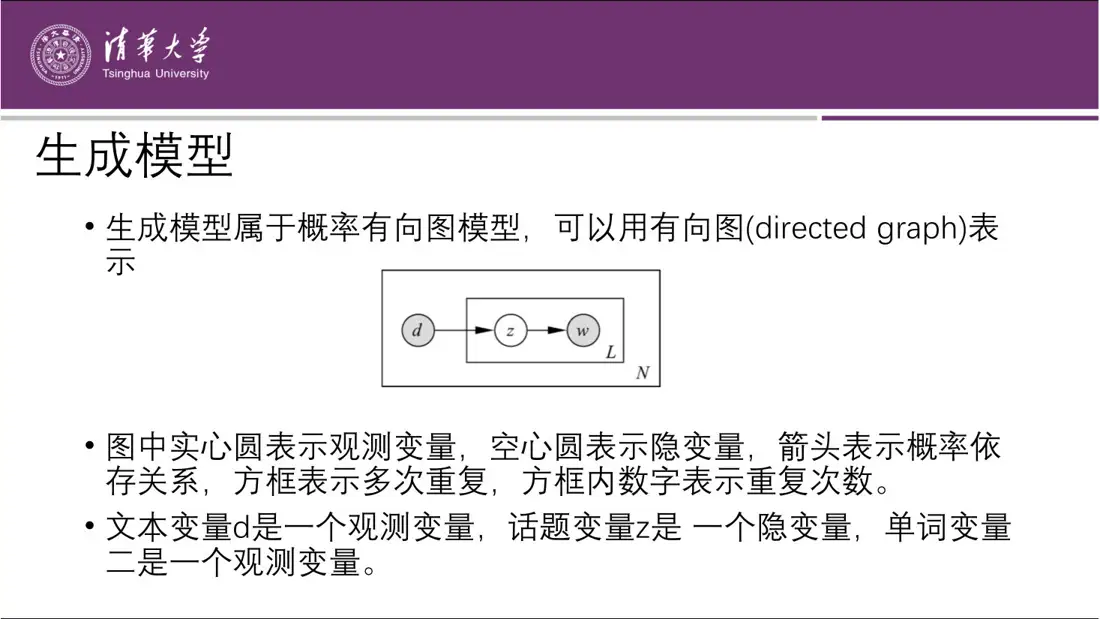 清华大学
Tsinghua University
生成模型
• 生成模型属于概率有向图模型，可以用有向图(directed graph)表
示
d
z
w
L
N
• 图中实心圆表示观测变量，空心圆表示隐变量，箭头表示概率依
存关系，方框表示多次重复，方框内数字表示重复次数。
• 文本变量d是一个观测变量，话题变量z是 一个隐变量，单词变量
二是一个观测变量。